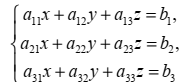 a₁₁x + a₁₂y + a₁₃z = b₁,
a₂₁x + a₂₂y + a₂₃z = b₂,
a₃₁x + a₃₂y + a₃₃z = b₃